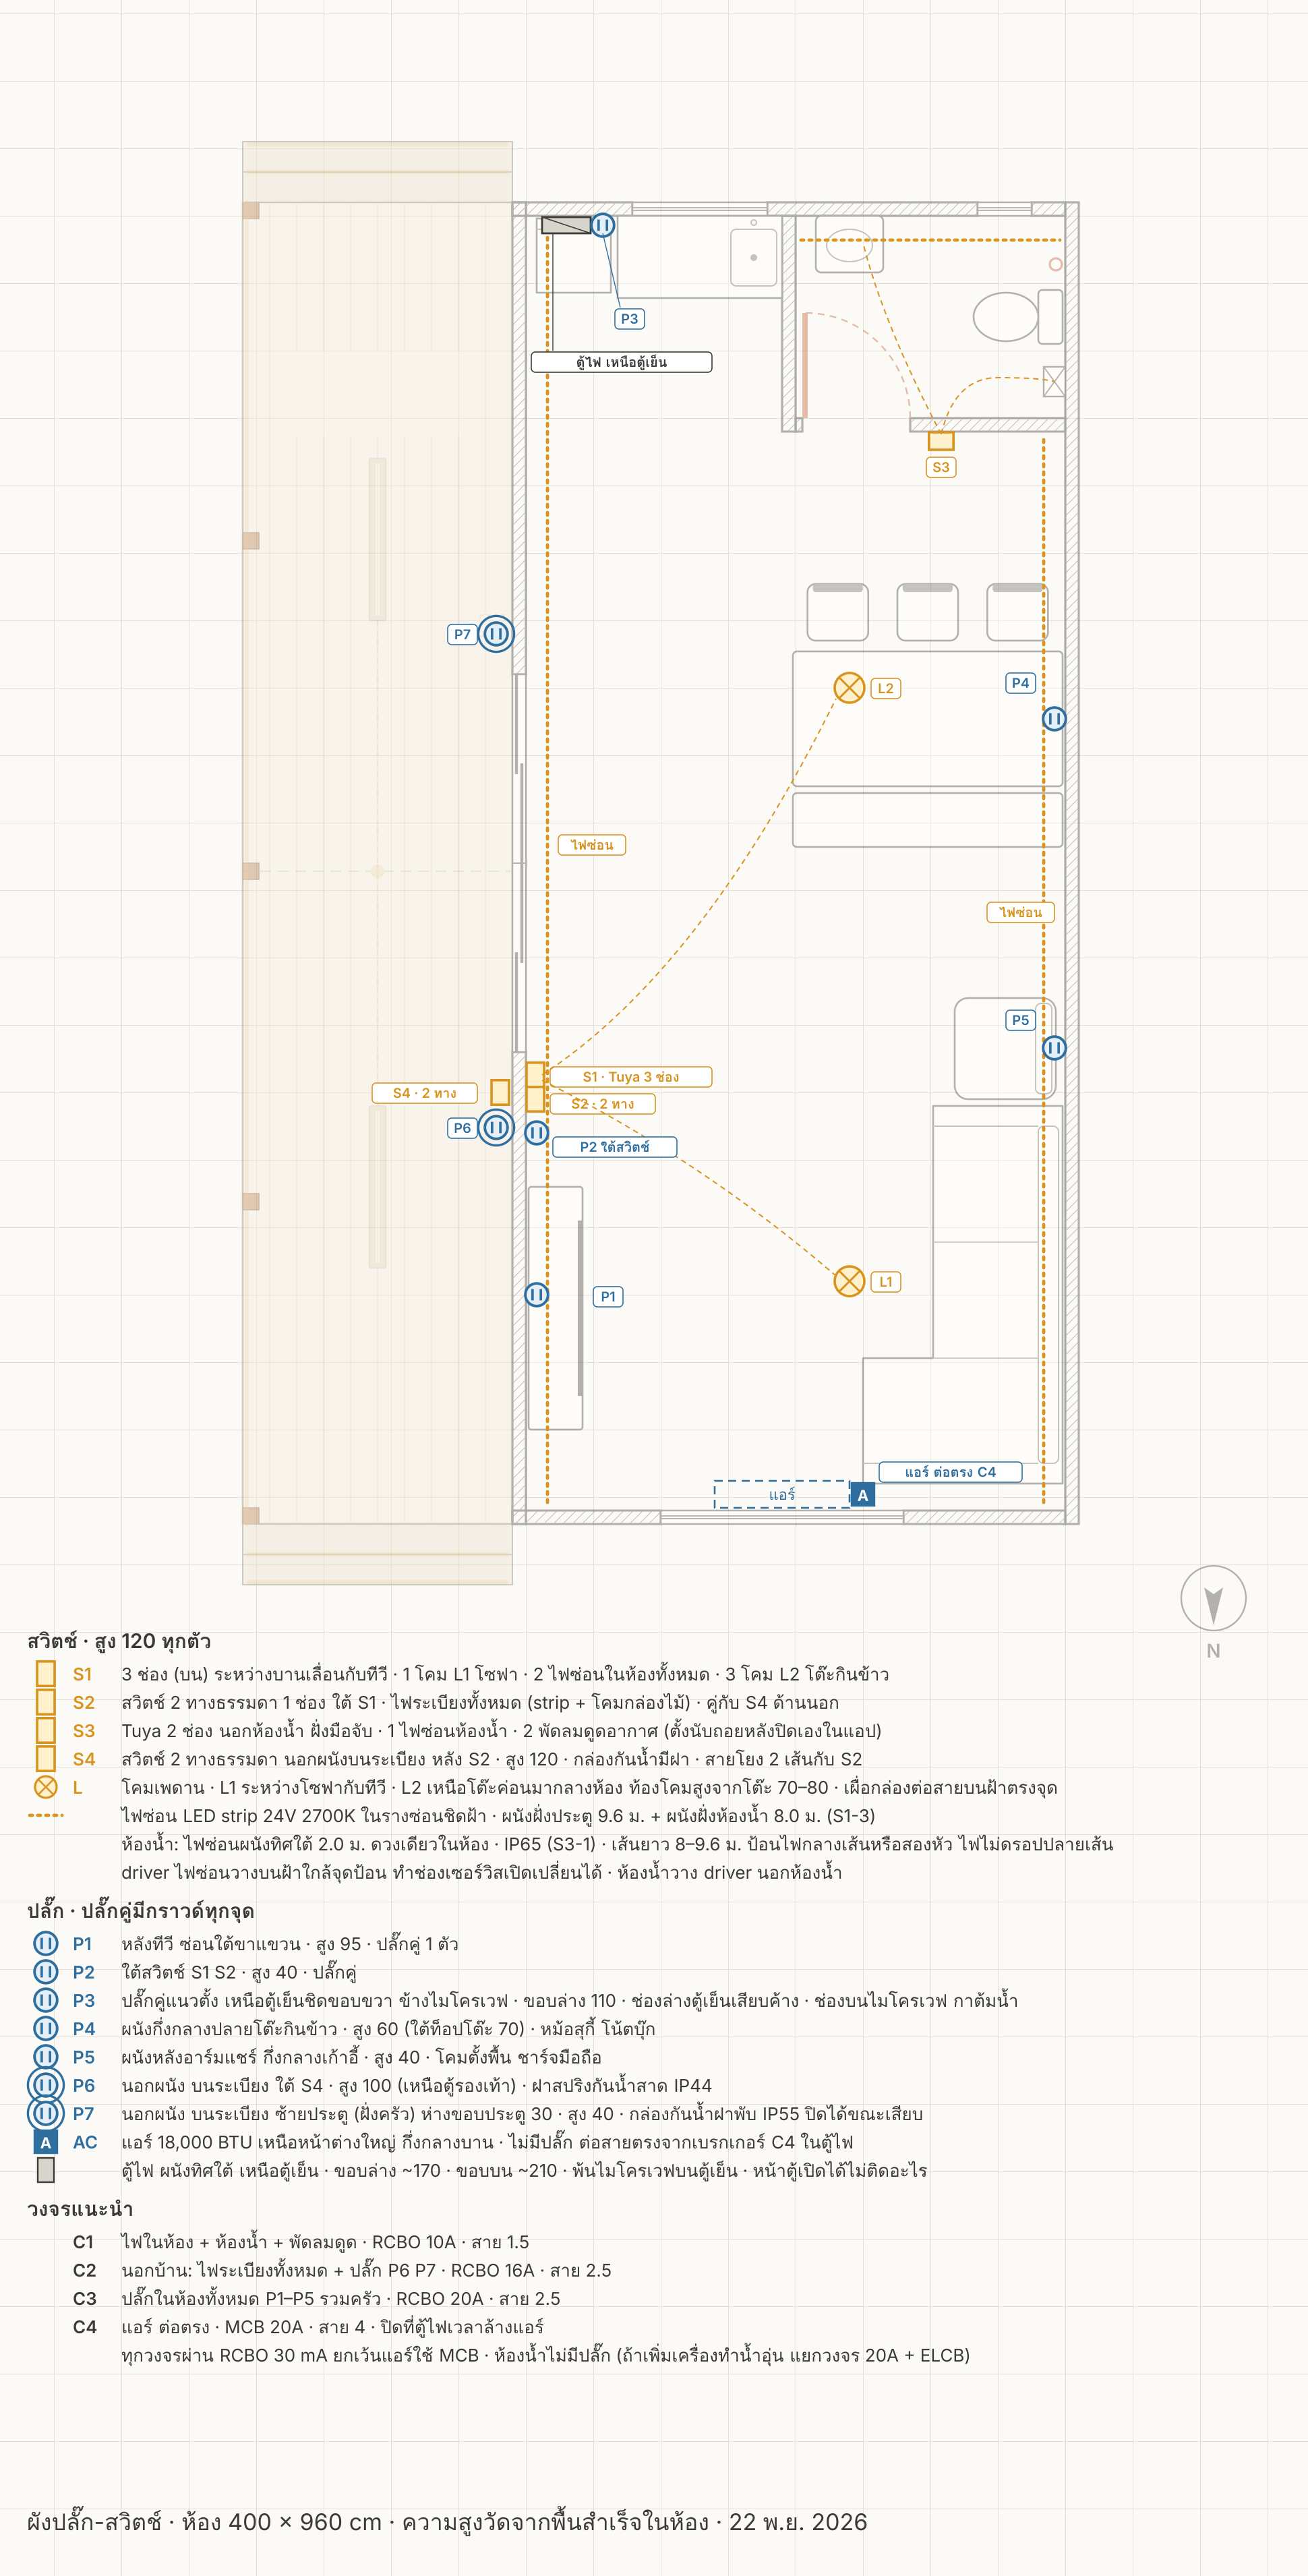 P3
ตู้ไฟ เหนือตู้เย็น
S3
P7
L2
P4
ไฟซ่อน
ไฟซ่อน
P5
S1 · Tuya 3 ช่อง
S4 · 2 ทาง
S2 · 2 ทาง
P6
P2 ใต้สวิตช์
L1
P1
แอร์ ต่อตรง C4
แอร์
A
N
สวิตช์ · สูง 120 ทุกตัว
S1 3 ช่อง (บน) ระหว่างบานเลื่อนกับทีวี · 1 โคม L1 โซฟา · 2 ไฟซ่อนในห้องทั้งหมด · 3 โคม L2 โต๊ะกินข้าว
S2 สวิตช์ 2 ทางธรรมดา 1 ช่อง ใต้ S1 · ไฟระเบียงทั้งหมด (strip + โคมกล่องไม้) · คู่กับ S4 ด้านนอก
S3 Tuya 2 ช่อง นอกห้องน้ำ ฝั่งมือจับ · 1 ไฟซ่อนห้องน้ำ · 2 พัดลมดูดอากาศ (ตั้งนับถอยหลังปิดเองในแอป)
S4 สวิตช์ 2 ทางธรรมดา นอกผนังบนระเบียง หลัง S2 · สูง 120 · กล่องกันน้ำมีฝา · สายโยง 2 เส้นกับ S2
L โคมเพดาน · L1 ระหว่างโซฟากับทีวี · L2 เหนือโต๊ะค่อนมากลางห้อง ท้องโคมสูงจากโต๊ะ 70–80 · เผื่อกล่องต่อสายบนฝ้าตรงจุด
ไฟซ่อน LED strip 24V 2700K ในรางซ่อนชิดฝ้า · ผนังฝั่งประตู 9.6 ม. + ผนังฝั่งห้องน้ำ 8.0 ม. (S1-3)
ห้องน้ำ: ไฟซ่อนผนังทิศใต้ 2.0 ม. ดวงเดียวในห้อง · IP65 (S3-1) · เส้นยาว 8–9.6 ม. ป้อนไฟกลางเส้นหรือสองหัว ไฟไม่ดรอปปลายเส้น
driver ไฟซ่อนวางบนฝ้าใกล้จุดป้อน ทำช่องเซอร์วิสเปิดเปลี่ยนได้ · ห้องน้ำวาง driver นอกห้องน้ำ
ปลั๊ก · ปลั๊กคู่มีกราวด์ทุกจุด
P1 หลังทีวี ซ่อนใต้ขาแขวน · สูง 95 · ปลั๊กคู่ 1 ตัว
P2 ใต้สวิตช์ S1 S2 · สูง 40 · ปลั๊กคู่
P3 ปลั๊กคู่แนวตั้ง เหนือตู้เย็นชิดขอบขวา ข้างไมโครเวฟ · ขอบล่าง 110 · ช่องล่างตู้เย็นเสียบค้าง · ช่องบนไมโครเวฟ กาต้มน้ำ
P4 ผนังกึ่งกลางปลายโต๊ะกินข้าว · สูง 60 (ใต้ท็อปโต๊ะ 70) · หม้อสุกี้ โน้ตบุ๊ก
P5 ผนังหลังอาร์มแชร์ กึ่งกลางเก้าอี้ · สูง 40 · โคมตั้งพื้น ชาร์จมือถือ
P6 นอกผนัง บนระเบียง ใต้ S4 · สูง 100 (เหนือตู้รองเท้า) · ฝาสปริงกันน้ำสาด IP44
P7 นอกผนัง บนระเบียง ซ้ายประตู (ฝั่งครัว) ห่างขอบประตู 30 · สูง 40 · กล่องกันน้ำฝาพับ IP55 ปิดได้ขณะเสียบ
A AC แอร์ 18,000 BTU เหนือหน้าต่างใหญ่ กึ่งกลางบาน · ไม่มีปลั๊ก ต่อสายตรงจากเบรกเกอร์ C4 ในตู้ไฟ
ตู้ไฟ ผนังทิศใต้ เหนือตู้เย็น · ขอบล่าง ~170 · ขอบบน ~210 · พ้นไมโครเวฟบนตู้เย็น · หน้าตู้เปิดได้ไม่ติดอะไร
วงจรแนะนำ
C1 ไฟในห้อง + ห้องน้ำ + พัดลมดูด · RCBO 10A · สาย 1.5
C2 นอกบ้าน: ไฟระเบียงทั้งหมด + ปลั๊ก P6 P7 · RCBO 16A · สาย 2.5
C3 ปลั๊กในห้องทั้งหมด P1–P5 รวมครัว · RCBO 20A · สาย 2.5
C4 แอร์ ต่อตรง · MCB 20A · สาย 4 · ปิดที่ตู้ไฟเวลาล้างแอร์
ทุกวงจรผ่าน RCBO 30 mA ยกเว้นแอร์ใช้ MCB · ห้องน้ำไม่มีปลั๊ก (ถ้าเพิ่มเครื่องทำน้ำอุ่น แยกวงจร 20A + ELCB)
ผังปลั๊ก-สวิตช์ · ห้อง 400 × 960 cm · ความสูงวัดจากพื้นสำเร็จในห้อง · 22 พ.ย. 2026